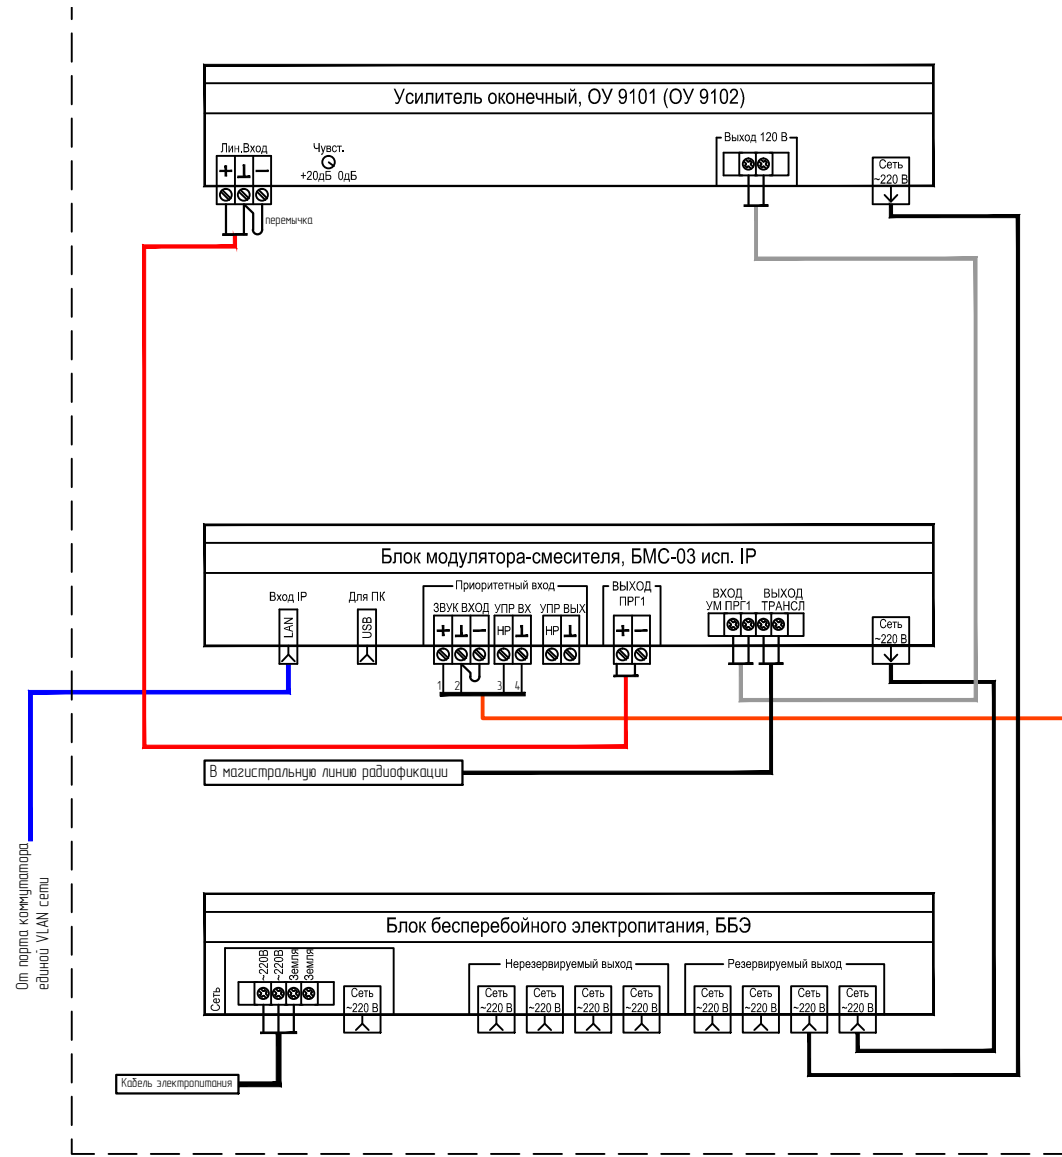 Усилитель оконечный, ОУ 9101 (ОУ 9102)
Лин.Вход
+ ⊥ −
Чувст.
+20дБ 0дБ
Выход 120 В
Сеть
~220 В
перемычка
Блок модулятора-смесителя, БМС-03 исп. IP
Вход IP
LAN
Для ПК
USB
Приоритетный вход
ЗВУК ВХОД
УПР ВХ
УПР ВЫХ
+ ⊥ −
НР ⊥
НР ⊥
1 2 3 4
ВЫХОД
ПРГ1
+ −
ВХОД
УМ ПРГ1
ВЫХОД
ТРАНСЛ
Сеть
~220 В
В магистральную линию радиофикации
От порта коммутатора
единой VLAN сети
Блок бесперебойного электропитания, ББЭ
Сеть
~220В
~220В
Земля
Земля
Сеть
~220 В
Нерезервируемый выход
Сеть
~220 В
Сеть
~220 В
Сеть
~220 В
Сеть
~220 В
Резервируемый выход
Сеть
~220 В
Сеть
~220 В
Сеть
~220 В
Сеть
~220 В
Кабель электропитания